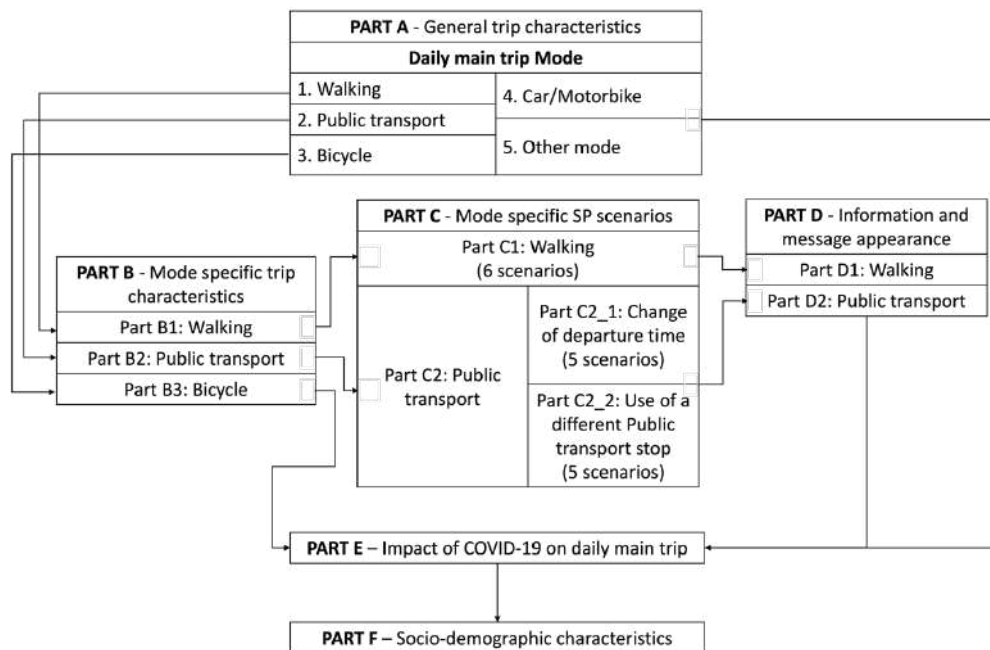 PART A - General trip characteristics
Daily main trip Mode
1. Walking
2. Public transport
3. Bicycle
4. Car/Motorbike
5. Other mode
PART B - Mode specific trip
characteristics
Part B1: Walking
Part B2: Public transport
Part B3: Bicycle
PART C - Mode specific SP scenarios
Part C1: Walking
(6 scenarios)
Part C2: Public
transport
Part C2_1: Change
of departure time
(5 scenarios)
Part C2_2: Use of a
different Public
transport stop
(5 scenarios)
PART D - Information and
message appearance
Part D1: Walking
Part D2: Public transport
PART E – Impact of COVID-19 on daily main trip
PART F – Socio-demographic characteristics